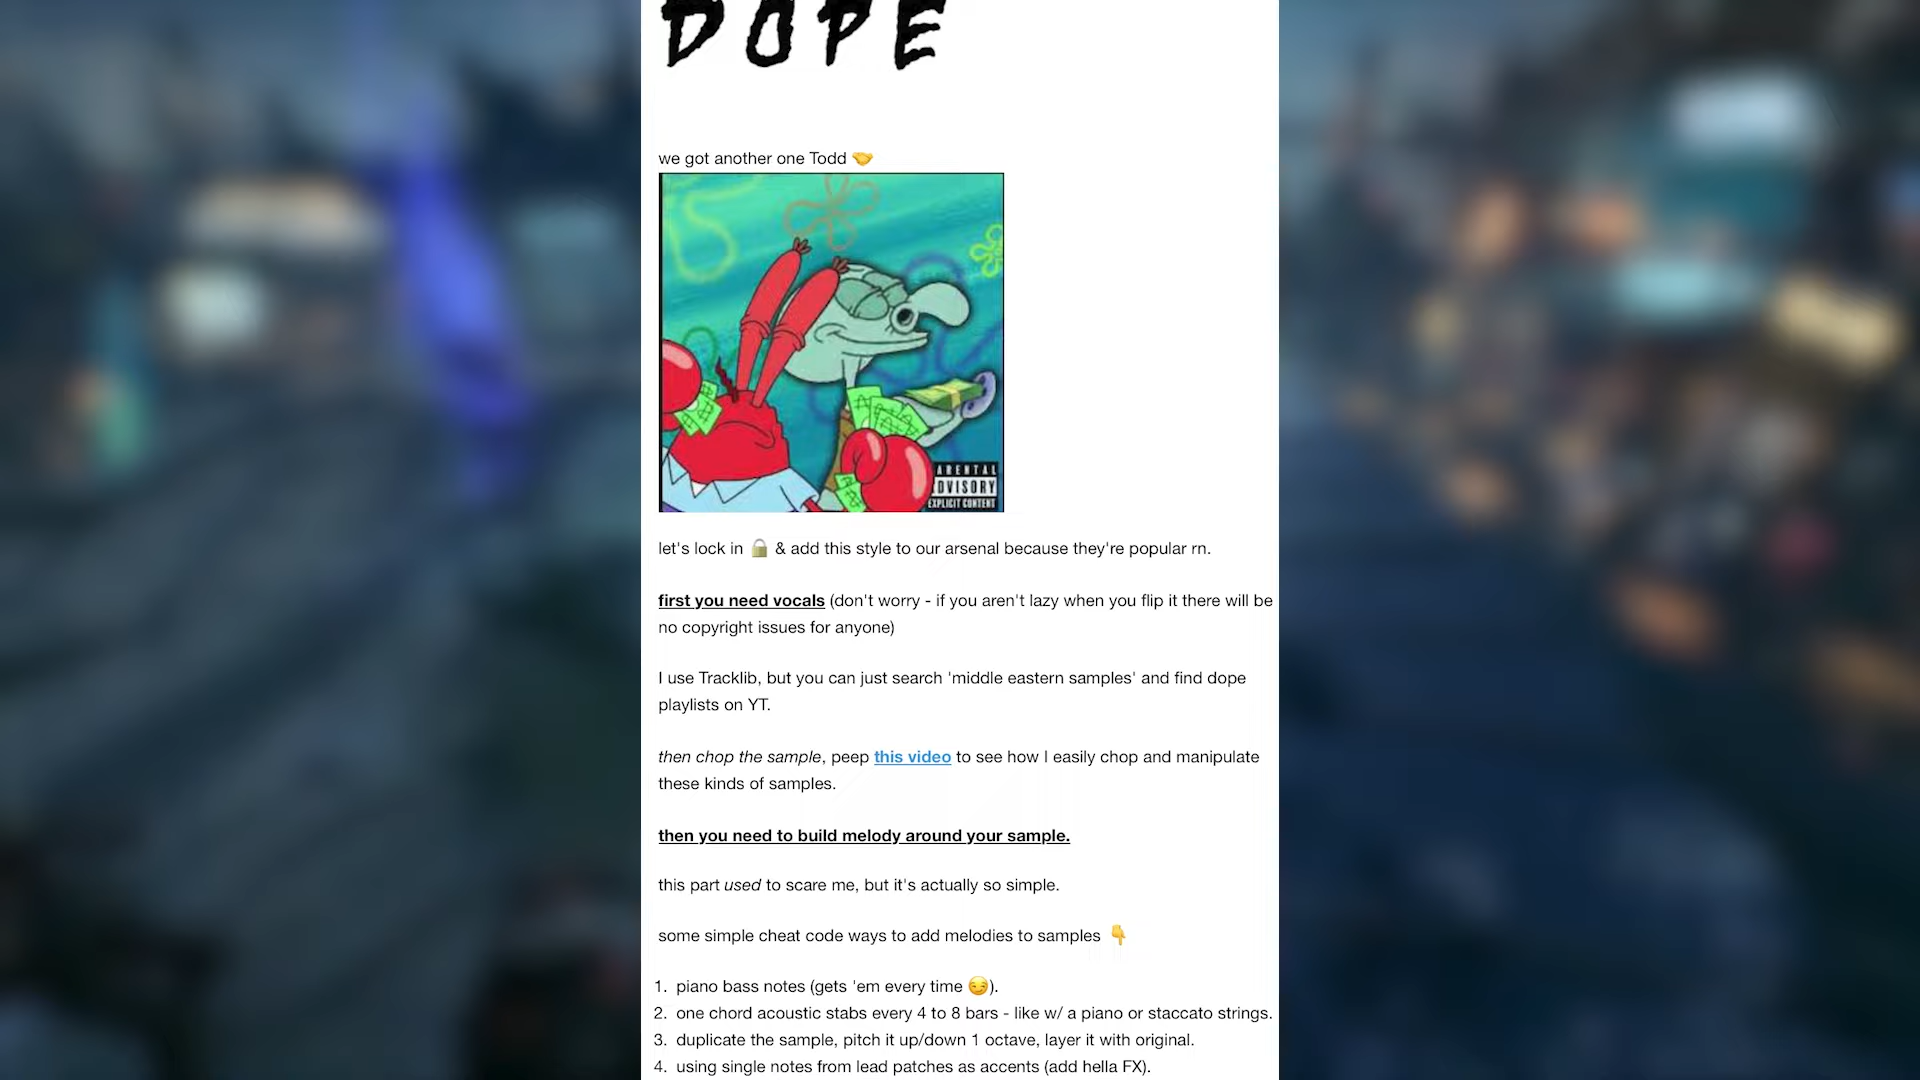 DOPE
we got another one Todd 🤝
ARENTAL
DVISORY
EXPLICIT CONTENT
let's lock in 🔒 & add this style to our arsenal because they're popular rn.
first you need vocals (don't worry - if you aren't lazy when you flip it there will be
no copyright issues for anyone)
I use Tracklib, but you can just search 'middle eastern samples' and find dope
playlists on YT.
then chop the sample, peep this video to see how I easily chop and manipulate
these kinds of samples.
then you need to build melody around your sample.
this part used to scare me, but it's actually so simple.
some simple cheat code ways to add melodies to samples 👇
1. piano bass notes (gets 'em every time 😏).
2. one chord acoustic stabs every 4 to 8 bars - like w/ a piano or staccato strings.
3. duplicate the sample, pitch it up/down 1 octave, layer it with original.
4. using single notes from lead patches as accents (add hella FX).